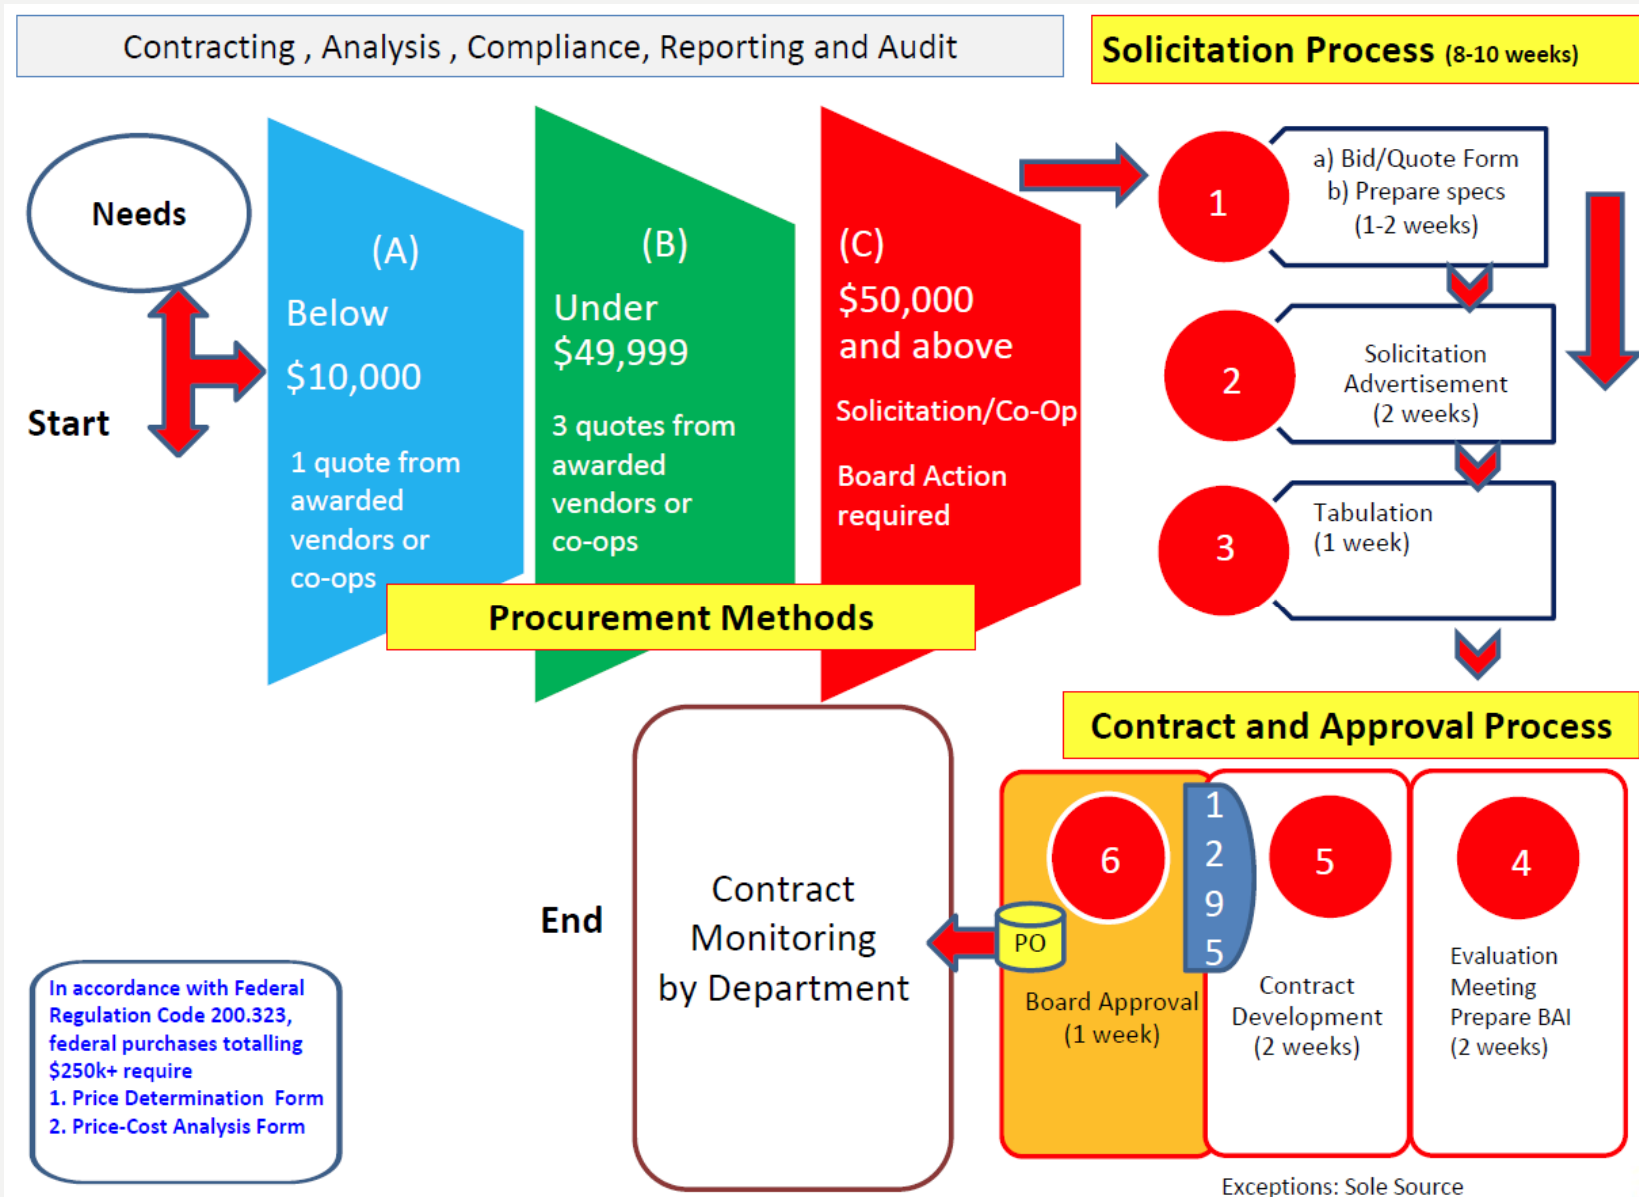 Contracting , Analysis , Compliance, Reporting and Audit
Solicitation Process (8-10 weeks)
Needs
Start
(A)
Below
$10,000
1 quote from
awarded
vendors or
co-ops
(B)
Under
$49,999
3 quotes from
awarded
vendors or
co-ops
(C)
$50,000
and above
Solicitation/Co-Op
Board Action
required
Procurement Methods
1
a) Bid/Quote Form
b) Prepare specs
(1-2 weeks)
2
Solicitation
Advertisement
(2 weeks)
3
Tabulation
(1 week)
Contract and Approval Process
4
Evaluation
Meeting
Prepare BAI
(2 weeks)
5
Contract
Development
(2 weeks)
1
2
9
5
6
Board Approval
(1 week)
PO
Contract
Monitoring
by Department
End
In accordance with Federal
Regulation Code 200.323,
federal purchases totalling
$250k+ require
1. Price Determination Form
2. Price-Cost Analysis Form
Exceptions: Sole Source